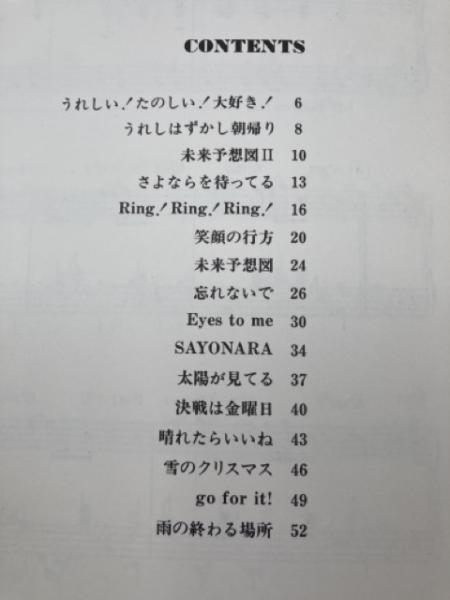 CONTENTS
うれしい!たのしい!大好き! 6
うれしはずかし朝帰り 8
未来予想図II 10
さよならを待ってる 13
Ring!Ring!Ring! 16
笑顔の行方 20
未来予想図 24
忘れないで 26
Eyes to me 30
SAYONARA 34
太陽が見てる 37
決戦は金曜日 40
晴れたらいいね 43
雪のクリスマス 46
go for it! 49
雨の終わる場所 52